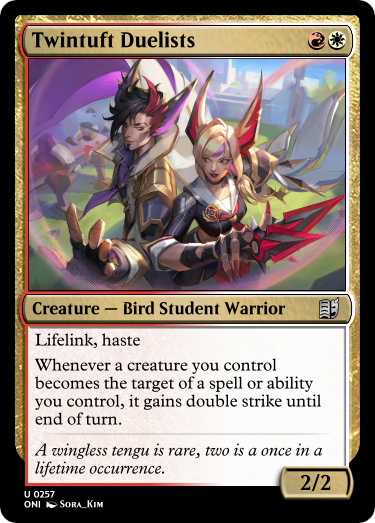 Twintuft Duelists
Creature — Bird Student Warrior
Lifelink, haste
Whenever a creature you control
becomes the target of a spell or ability
you control, it gains double strike until
end of turn.
A wingless tengu is rare, two is a once in a
lifetime occurrence.
2/2
U 0257
ONI Sora_Kim